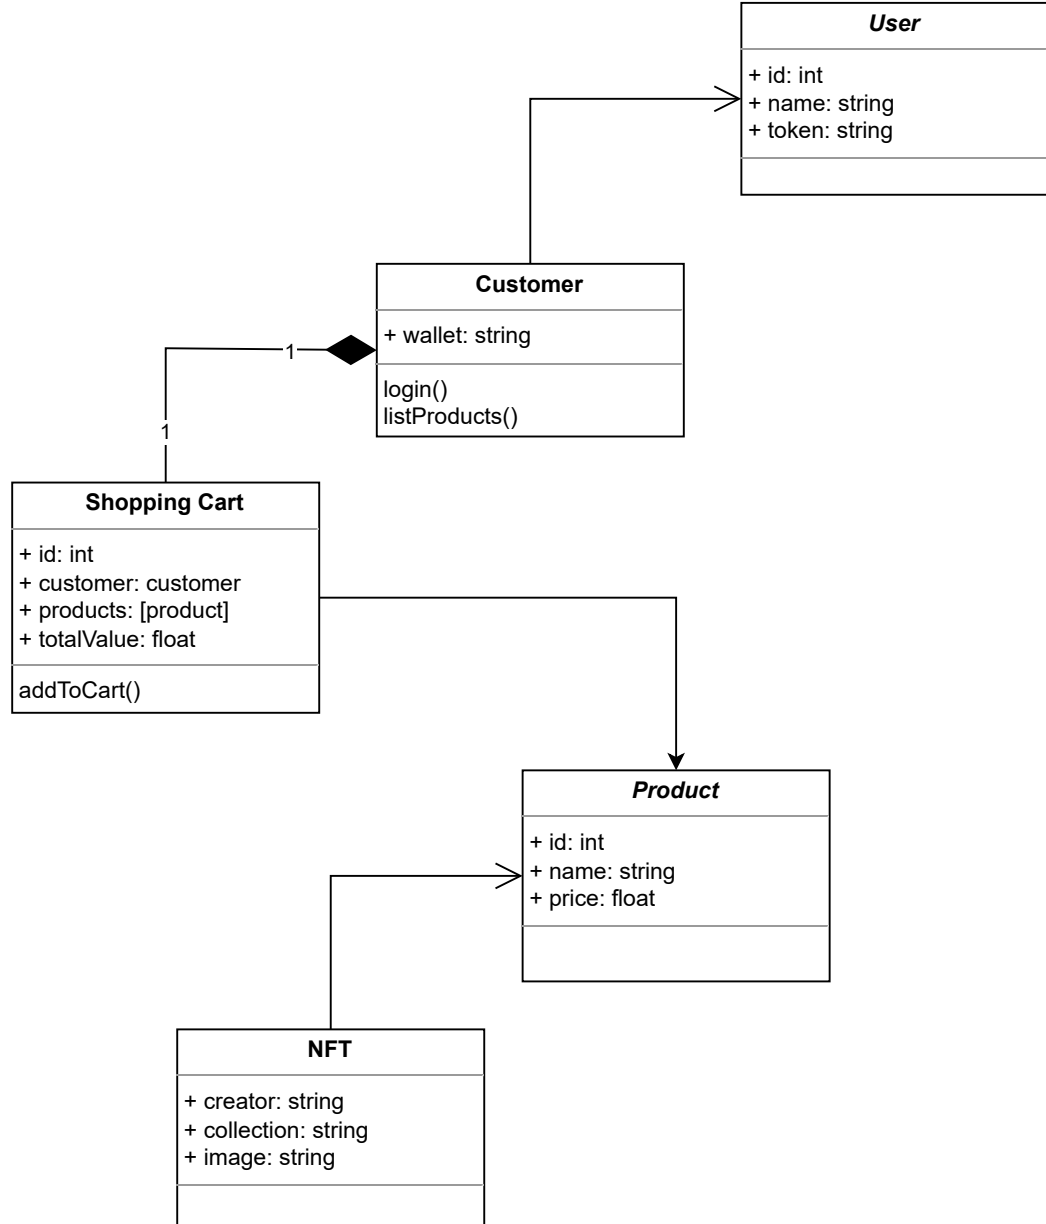 User
+ id: int
+ name: string
+ token: string
Customer
+ wallet: string
login()
listProducts()
1
1
Shopping Cart
+ id: int
+ customer: customer
+ products: [product]
+ totalValue: float
addToCart()
Product
+ id: int
+ name: string
+ price: float
NFT
+ creator: string
+ collection: string
+ image: string